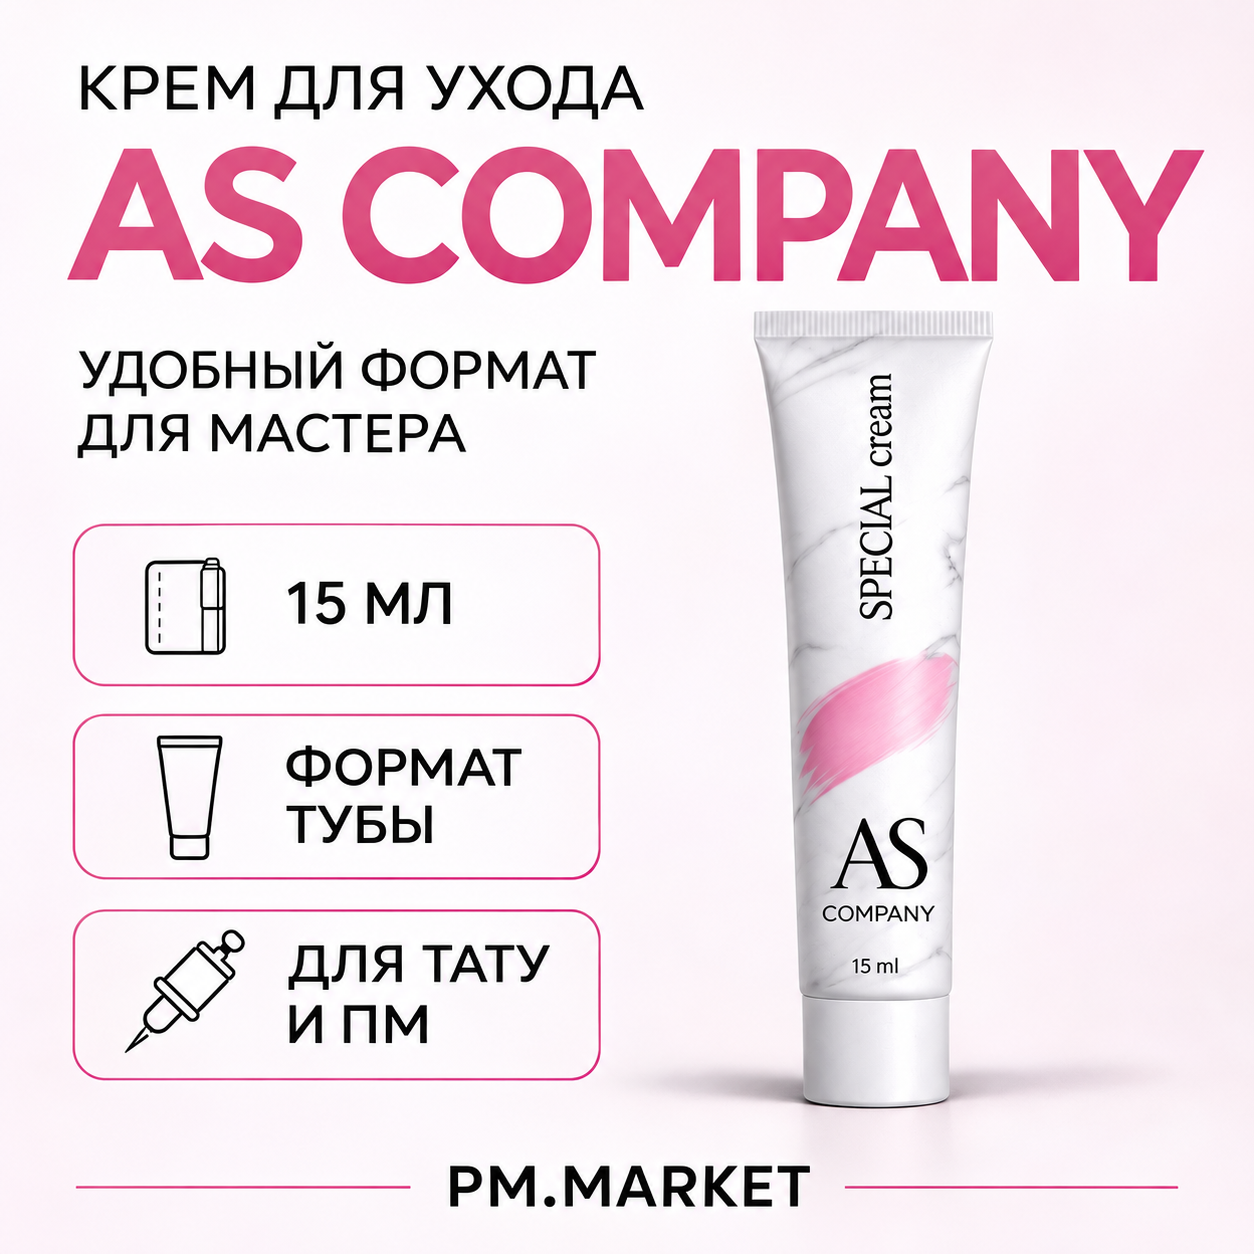 КРЕМ ДЛЯ УХОДА
AS COMPANY
УДОБНЫЙ ФОРМАТ
ДЛЯ МАСТЕРА
15 МЛ
ФОРМАТ
ТУБЫ
ДЛЯ ТАТУ
И ПМ
SPECIAL cream
AS
COMPANY
15 ml
PM.MARKET